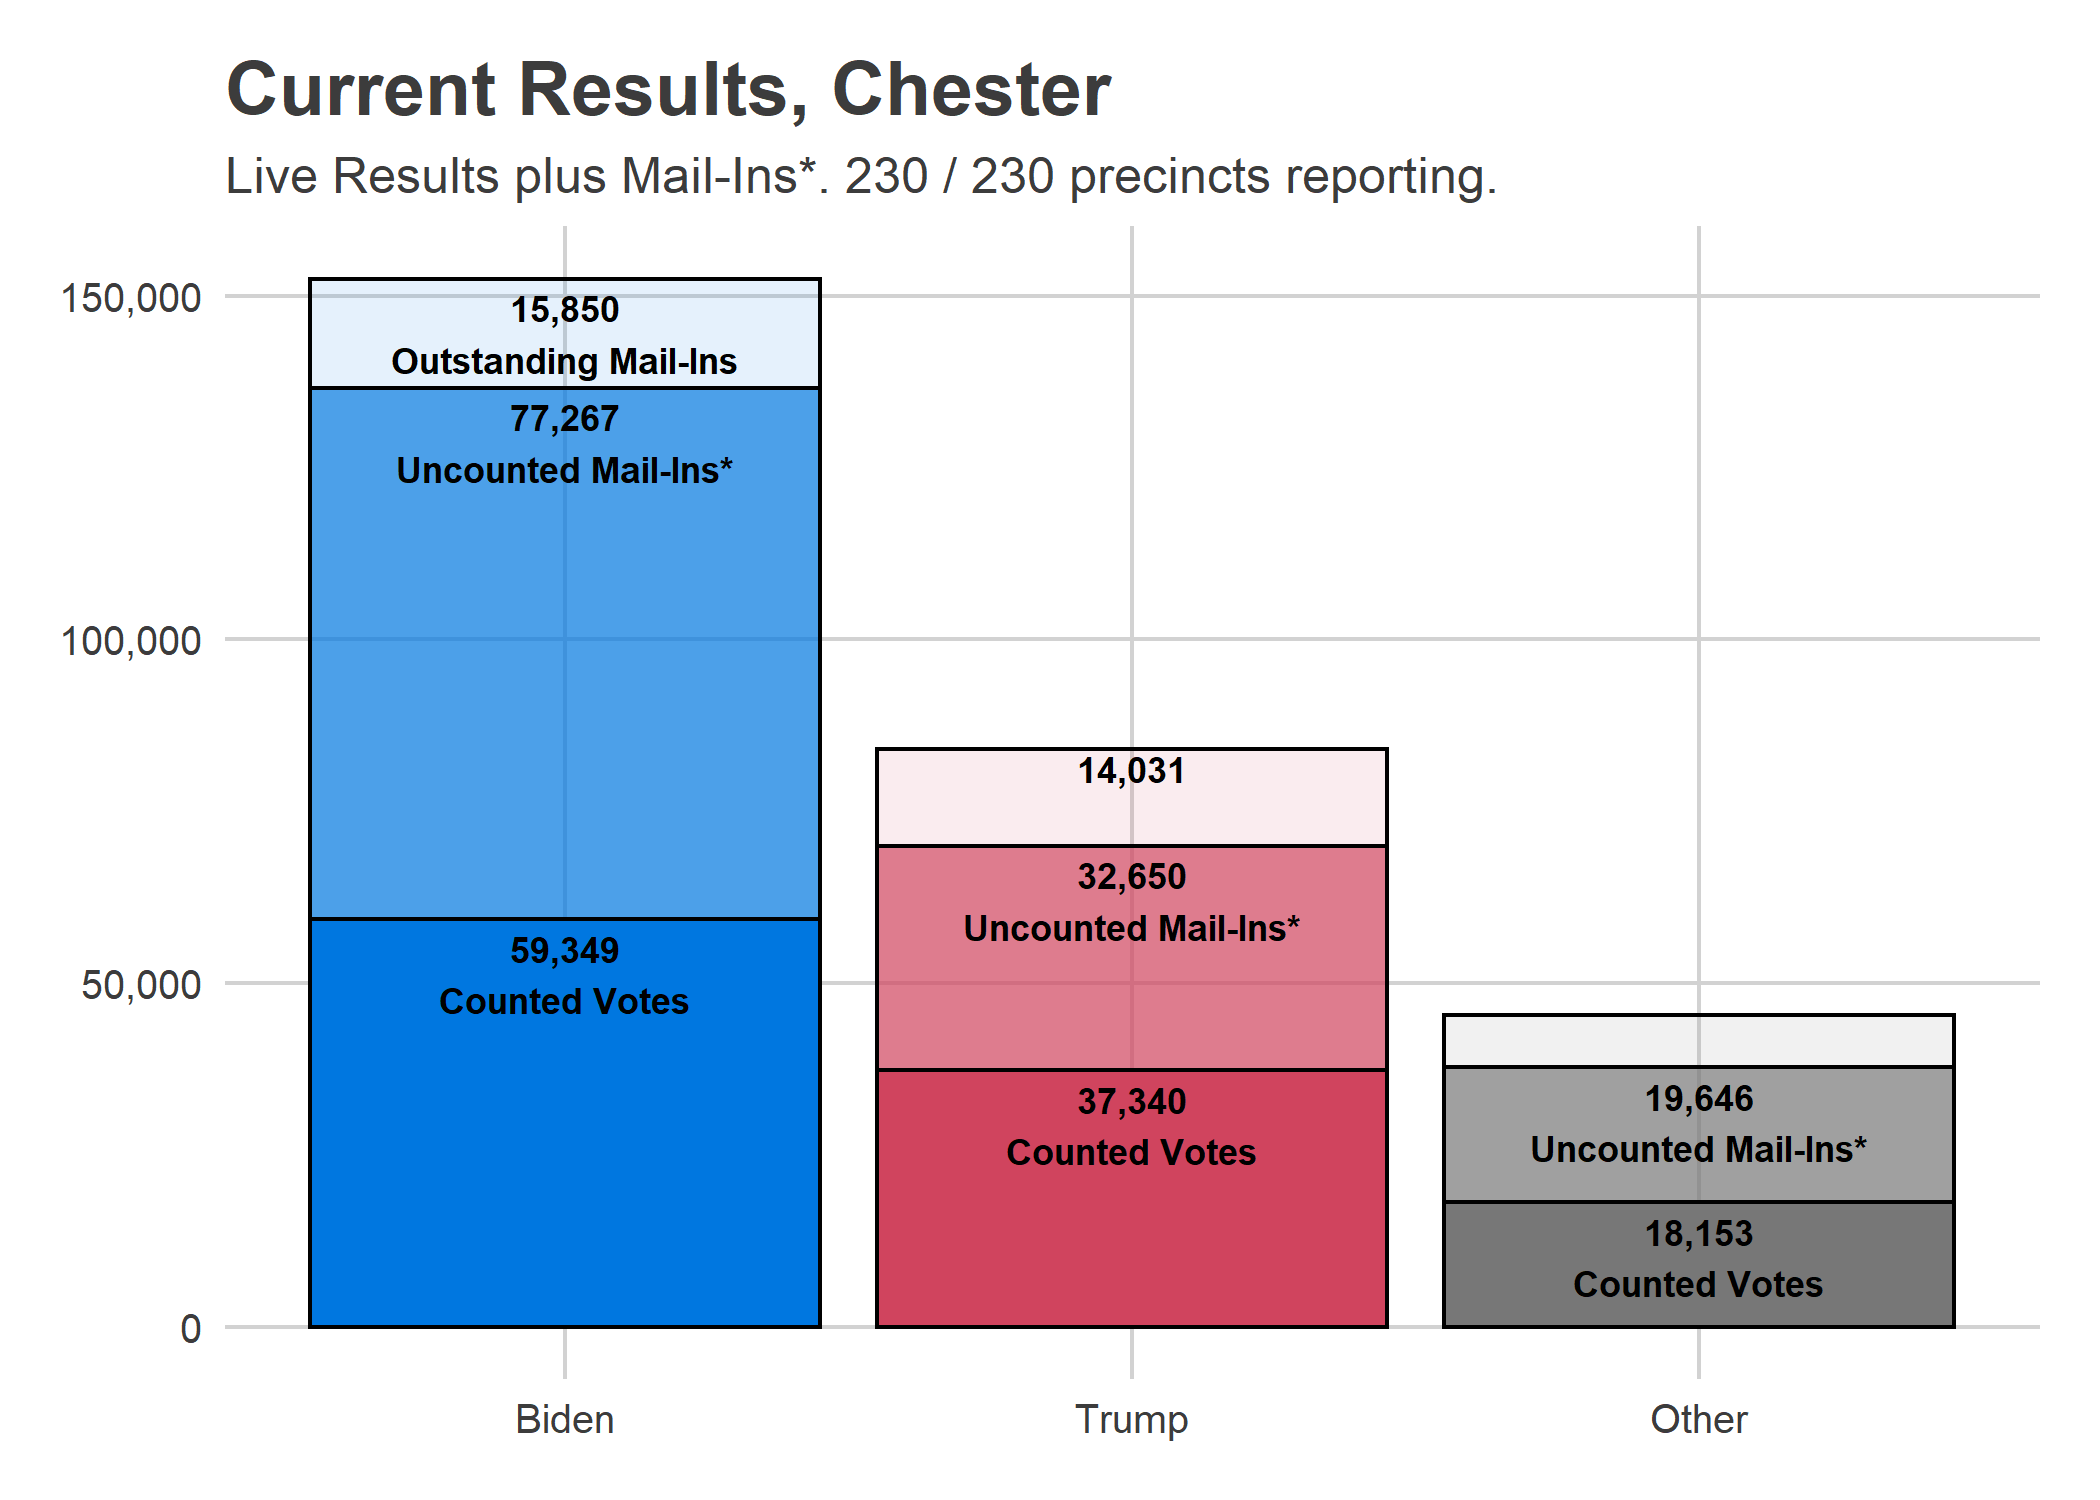 Current Results, Chester
Live Results plus Mail-Ins*. 230 / 230 precincts reporting.
150,000
100,000
50,000
0
15,850
Outstanding Mail-Ins
77,267
Uncounted Mail-Ins*
59,349
Counted Votes
14,031
32,650
Uncounted Mail-Ins*
37,340
Counted Votes
19,646
Uncounted Mail-Ins*
18,153
Counted Votes
Biden
Trump
Other